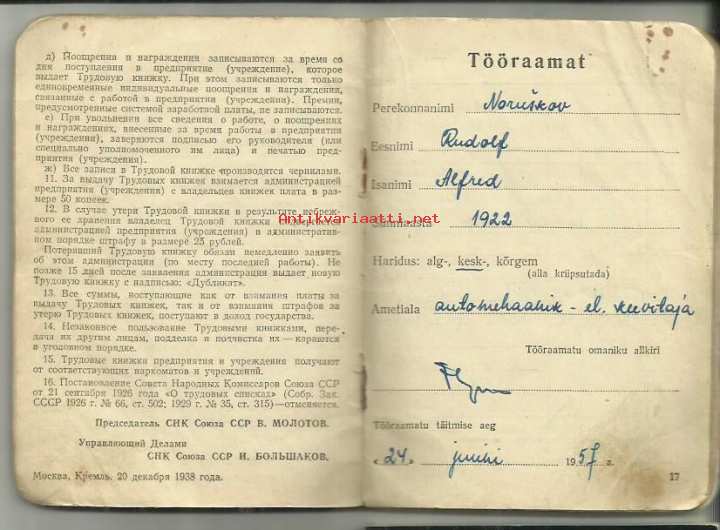 д) Поощрения и награждения записываются за время со
дня поступления в предприятие (учреждение), которое
выдает Трудовую книжку. При этом записываются только
единовременные индивидуальные поощрения и награждения,
связанные с работой в предприятии (учреждении). Премии,
предусмотренные системой заработной платы, не записываются.
е) При увольнении все сведения о работе, о поощрениях
и награждениях, внесенные за время работы в предприятии
(учреждении), заверяются подписью его руководителя (или
специально уполномоченного им лица) и печатью пред-
приятия (учреждения).
ж) Все записи в Трудовой книжке производятся чернилами.
11. За выдачу Трудовых книжек взимается администрацией
предприятия (учреждения) с владельцев книжек плата в раз-
мере 50 копеек.
12. В случае утери Трудовой книжки в результате небреж-
ного ее хранения владелец Трудовой книжки подвергается
администрацией предприятия (учреждения) в административ-
ном порядке штрафу в размере 25 рублей.
Потерявший Трудовую книжку обязан немедленно заявить
об этом администрации (по месту последней работы). Не
позже 15 дней после заявления администрация выдает новую
Трудовую книжку с надписью: «Дубликат».
13. Все суммы, поступающие как от взимания платы за
выдачу Трудовых книжек, так и от взимания штрафов за
утерю Трудовых книжек, поступают в доход государства.
14. Незаконное пользование Трудовыми книжками, пере-
дача их другим лицам, подделка и подчистка их — караются
в уголовном порядке.
15. Трудовые книжки предприятия и учреждения получают
от соответствующих наркоматов и учреждений.
16. Постановление Совета Народных Комиссаров Союза ССР
от 21 сентября 1926 года «О трудовых списках» (Собр. Зак.
СССР 1926 г. № 66, ст. 502; 1929 г. № 35, ст. 315) —отменяется.
Председатель СНК Союза ССР В. МОЛОТОВ.
Управляющий Делами
СНК Союза ССР И. БОЛЬШАКОВ.
Москва, Кремль. 20 декабря 1938 года.
Antikvariaatti.net
Tööraamat
Perekonnanimi Noruškov
Eesnimi Rudolf
Isanimi Alfred
Sünniaasta 1922
Haridus: alg-, kesk-, kõrgem
(alla kriipsutada)
Ametiala automehaanik - el. keevitaja
Tööraamatu omaniku allkiri
Tööraamatu täitmise aeg
« 24 » juuni 1957 a.
17